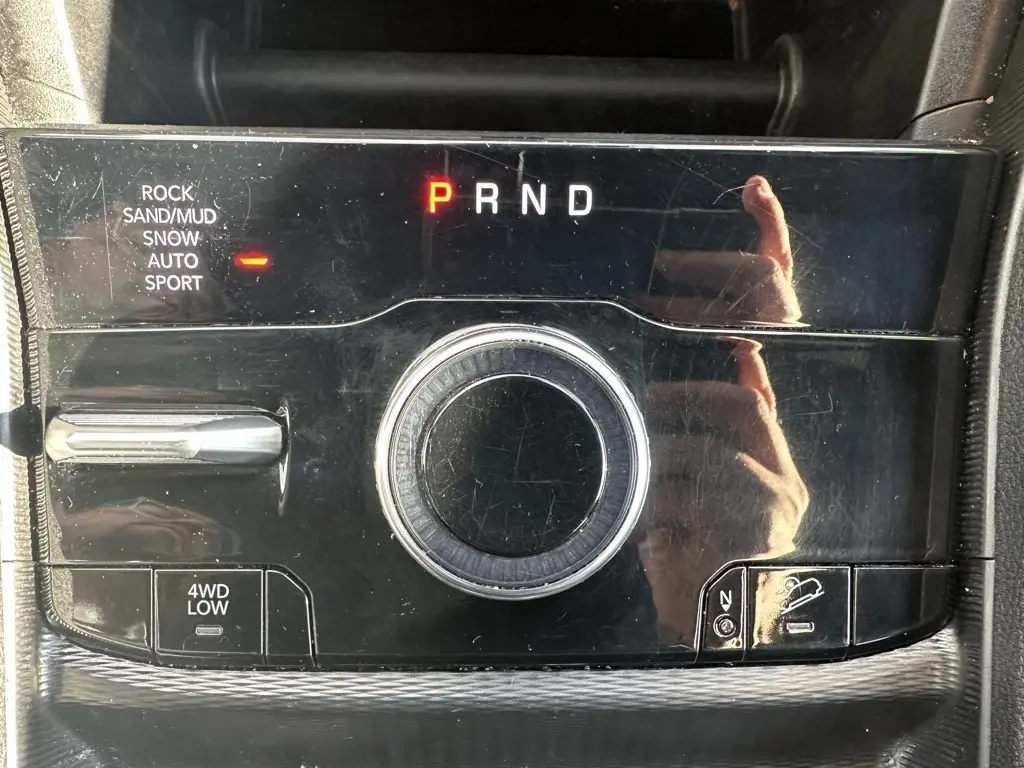 P R N D
ROCK
SAND/MUD
SNOW
AUTO
SPORT
4WD
LOW
N